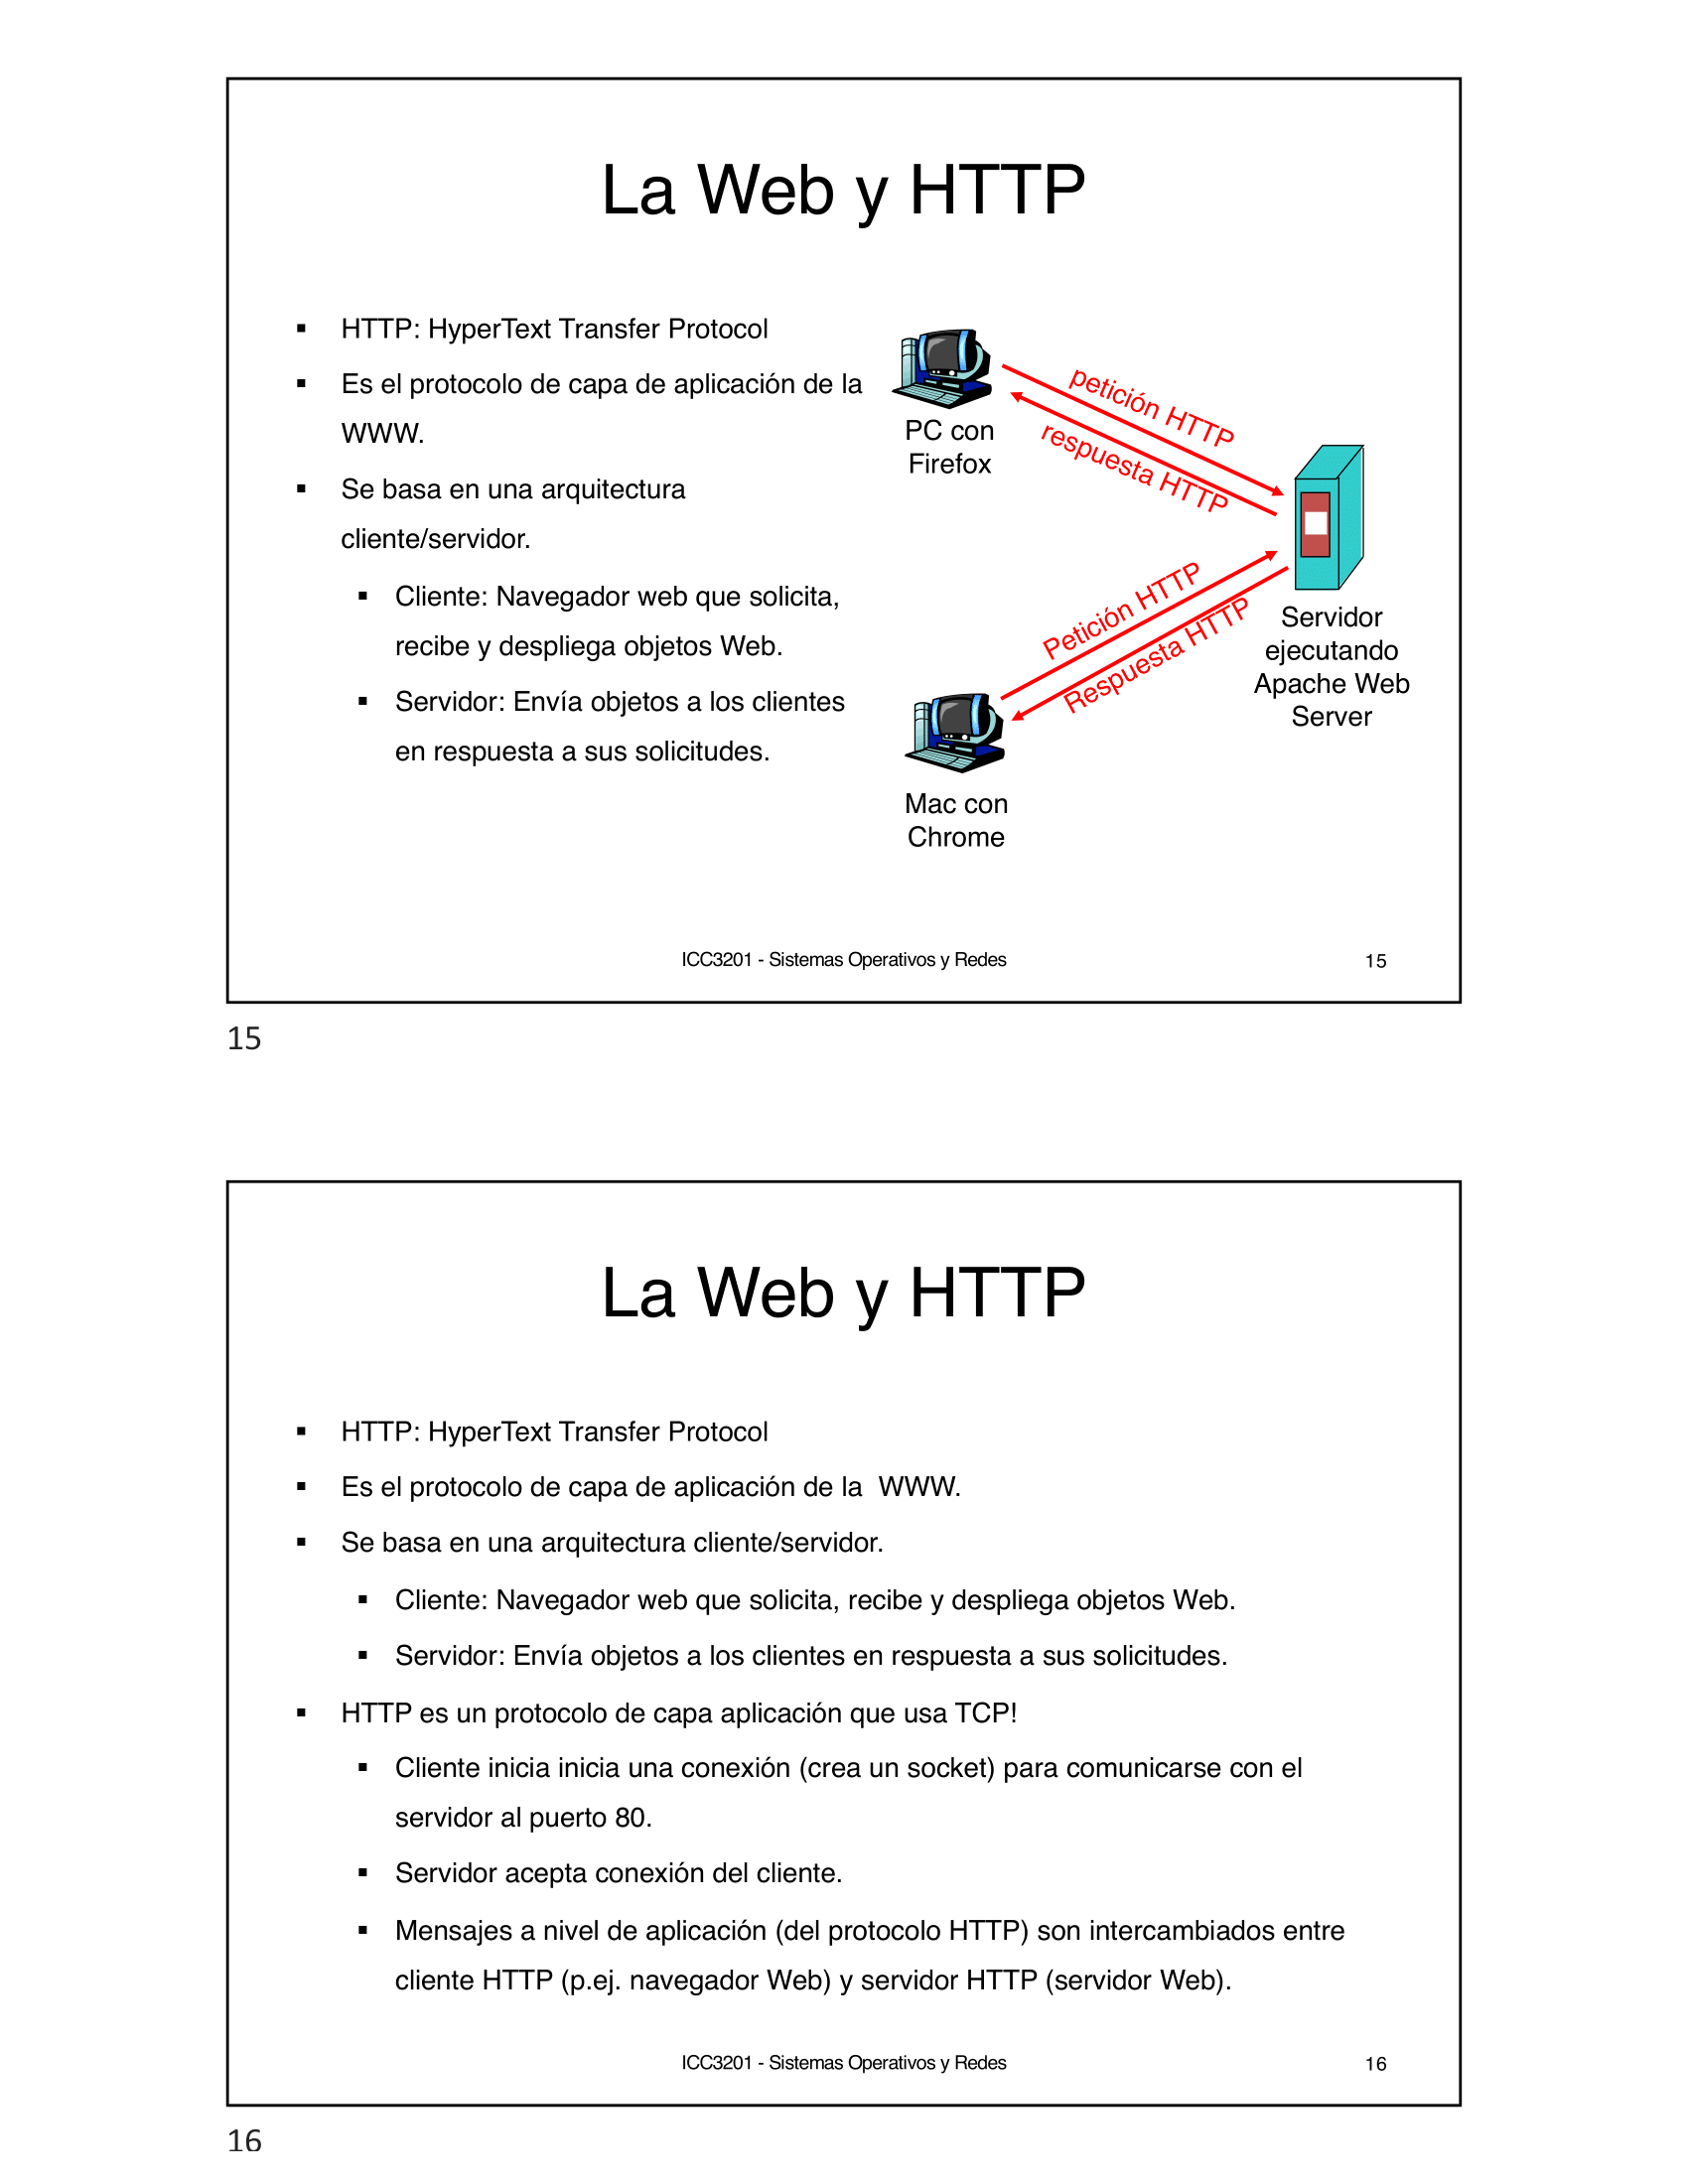 La Web y HTTP
▪ HTTP: HyperText Transfer Protocol
▪ Es el protocolo de capa de aplicación de la
WWW.
▪ Se basa en una arquitectura
cliente/servidor.
▪ Cliente: Navegador web que solicita,
recibe y despliega objetos Web.
▪ Servidor: Envía objetos a los clientes
en respuesta a sus solicitudes.
PC con
Firefox
petición HTTP
respuesta HTTP
Petición HTTP
Respuesta HTTP
Servidor
ejecutando
Apache Web
Server
Mac con
Chrome
ICC3201 - Sistemas Operativos y Redes
15
15
La Web y HTTP
▪ HTTP: HyperText Transfer Protocol
▪ Es el protocolo de capa de aplicación de la  WWW.
▪ Se basa en una arquitectura cliente/servidor.
▪ Cliente: Navegador web que solicita, recibe y despliega objetos Web.
▪ Servidor: Envía objetos a los clientes en respuesta a sus solicitudes.
▪ HTTP es un protocolo de capa aplicación que usa TCP!
▪ Cliente inicia inicia una conexión (crea un socket) para comunicarse con el
servidor al puerto 80.
▪ Servidor acepta conexión del cliente.
▪ Mensajes a nivel de aplicación (del protocolo HTTP) son intercambiados entre
cliente HTTP (p.ej. navegador Web) y servidor HTTP (servidor Web).
ICC3201 - Sistemas Operativos y Redes
16
16